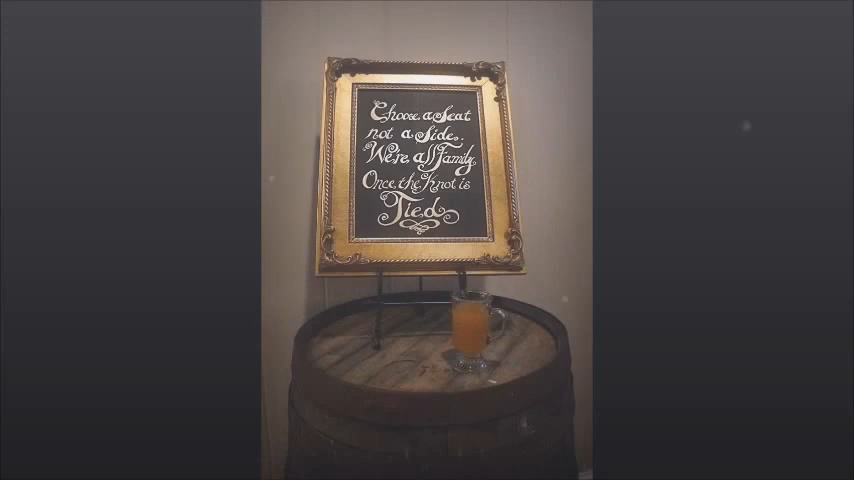 Choose a Seat
not a Side.
We're all Family
Once the Knot is
Tied